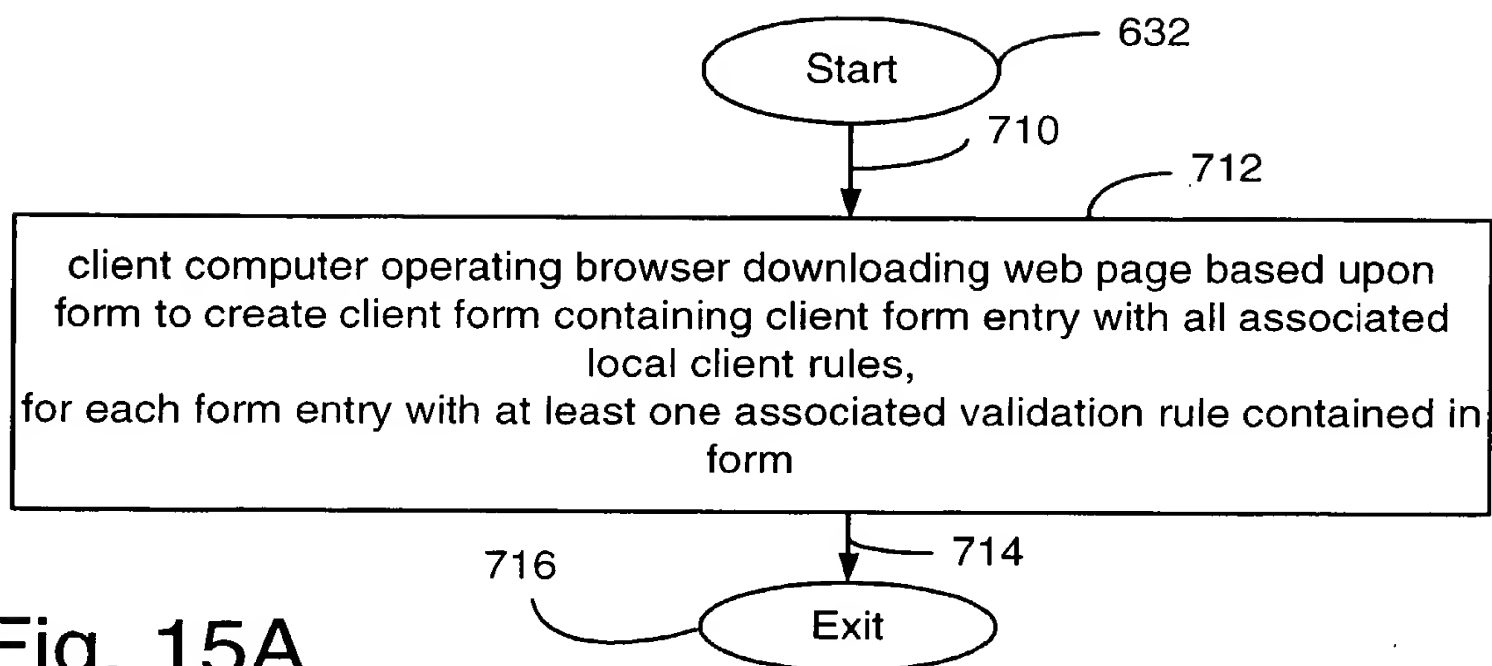 632
Start
710
712
client computer operating browser downloading web page based upon
form to create client form containing client form entry with all associated
local client rules,
for each form entry with at least one associated validation rule contained in
form
714
716
Exit
Fig. 15A